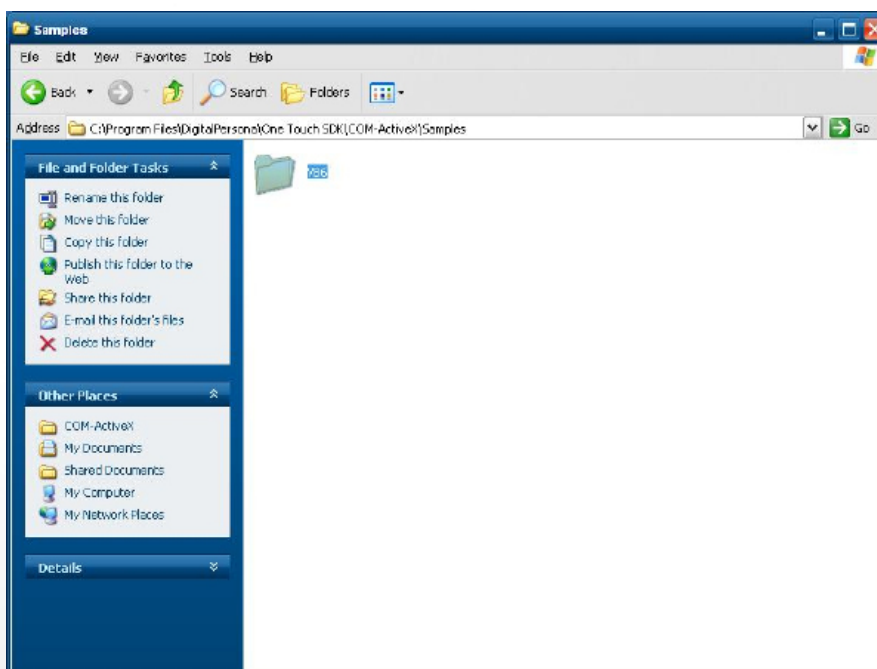 Samples
File Edit View Favorites Tools Help
Back Search Folders
Address C:\Program Files\DigitalPersona\One Touch SDK\COM-ActiveX\Samples Go
File and Folder Tasks
Rename this folder
Move this folder
Copy this folder
Publish this folder to the
Web
Share this folder
E-mail this folder's files
Delete this folder
Other Places
COM-ActiveX
My Documents
Shared Documents
My Computer
My Network Places
Details